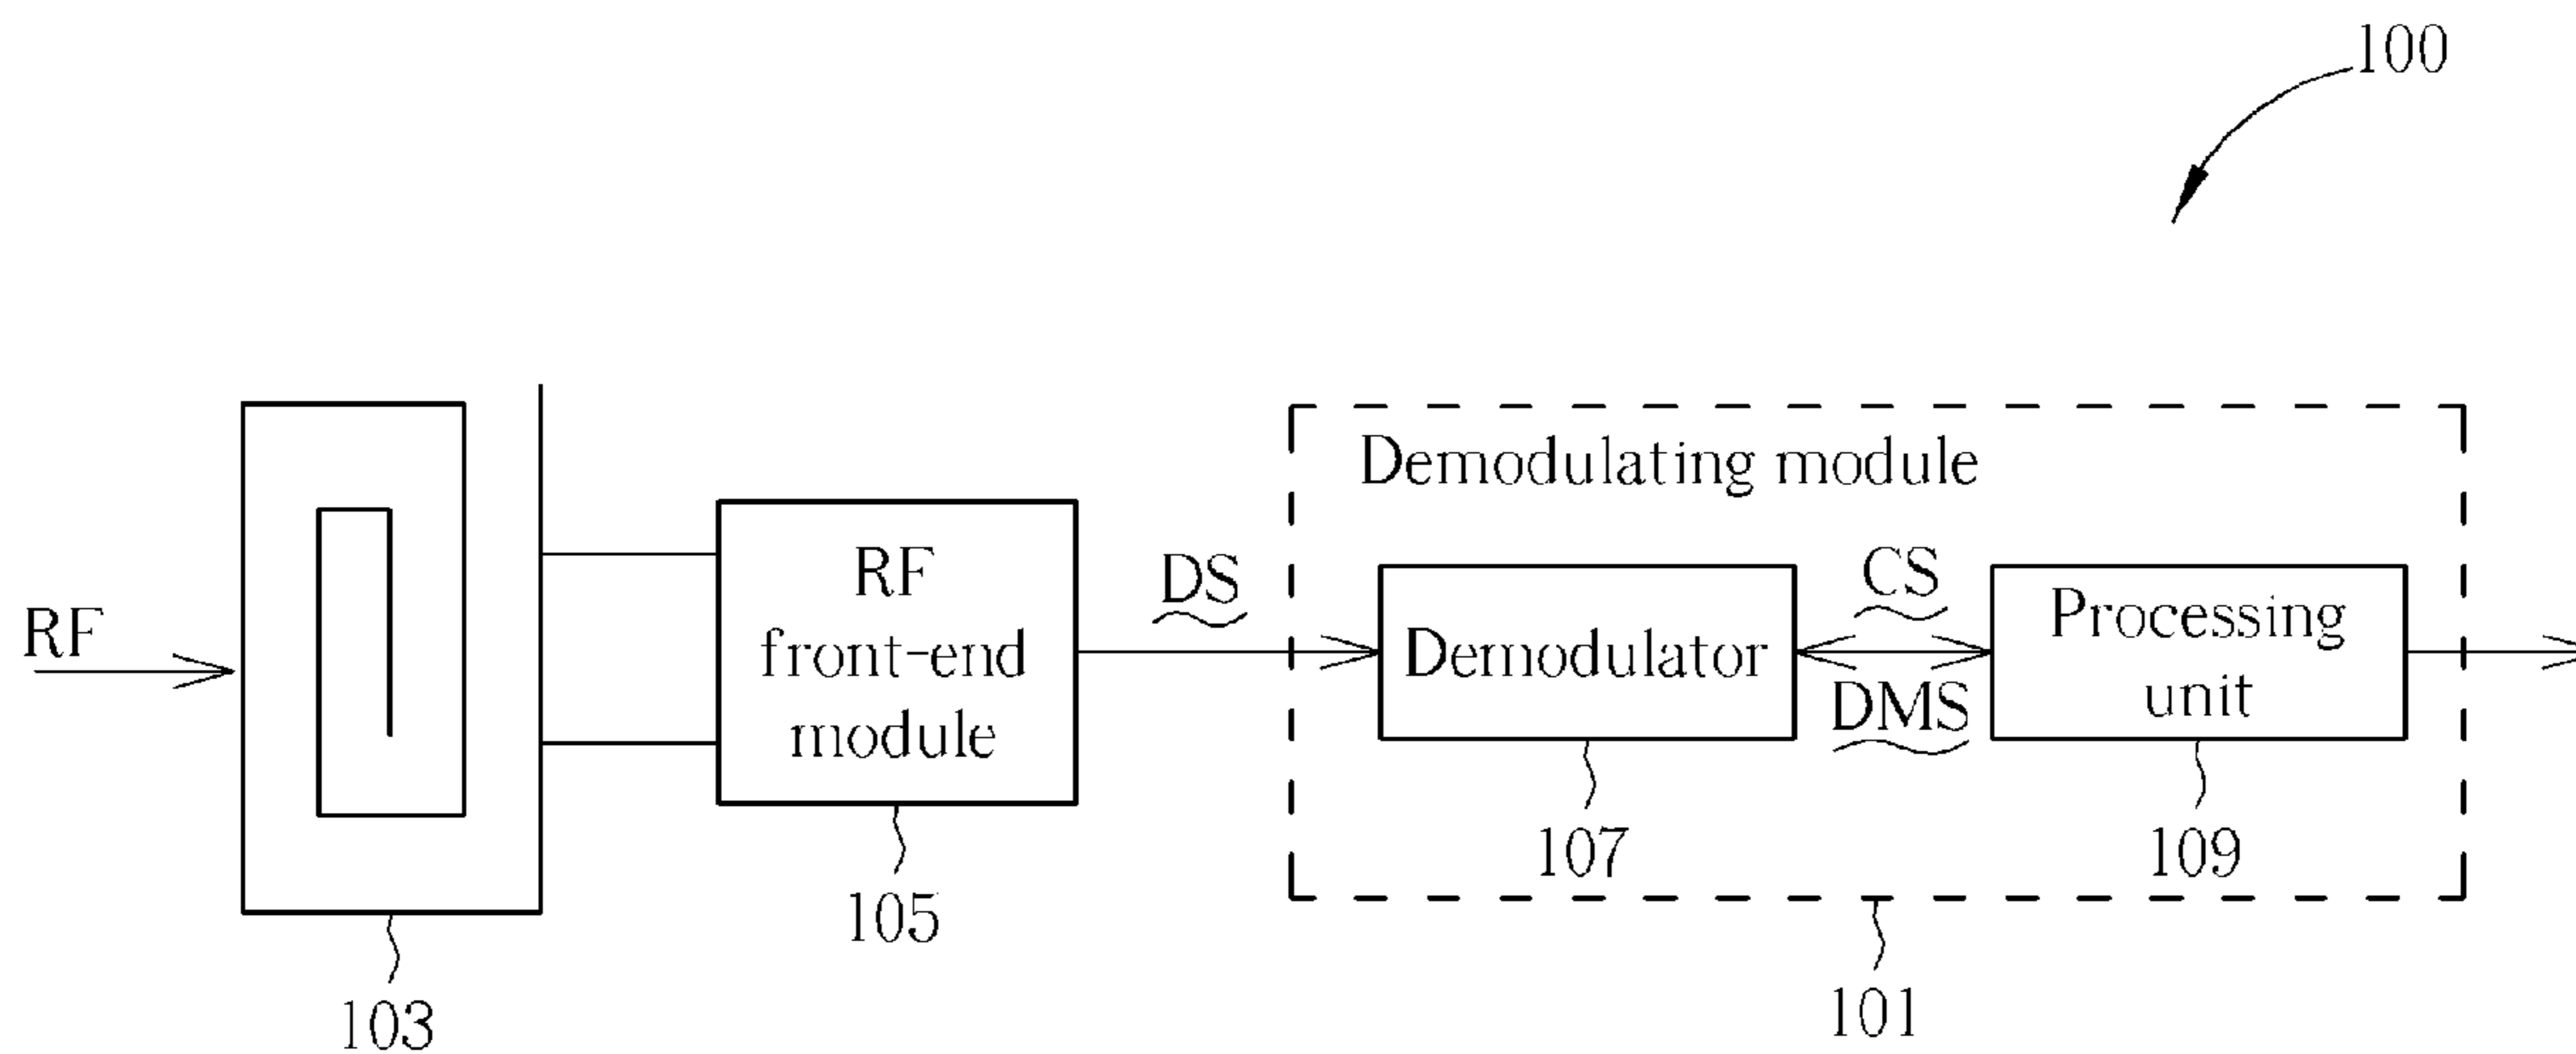 100
Demodulating module
RF
RF
front-end
module
DS
Demodulator
CS
DMS
Processing
unit
107
109
105
103
101